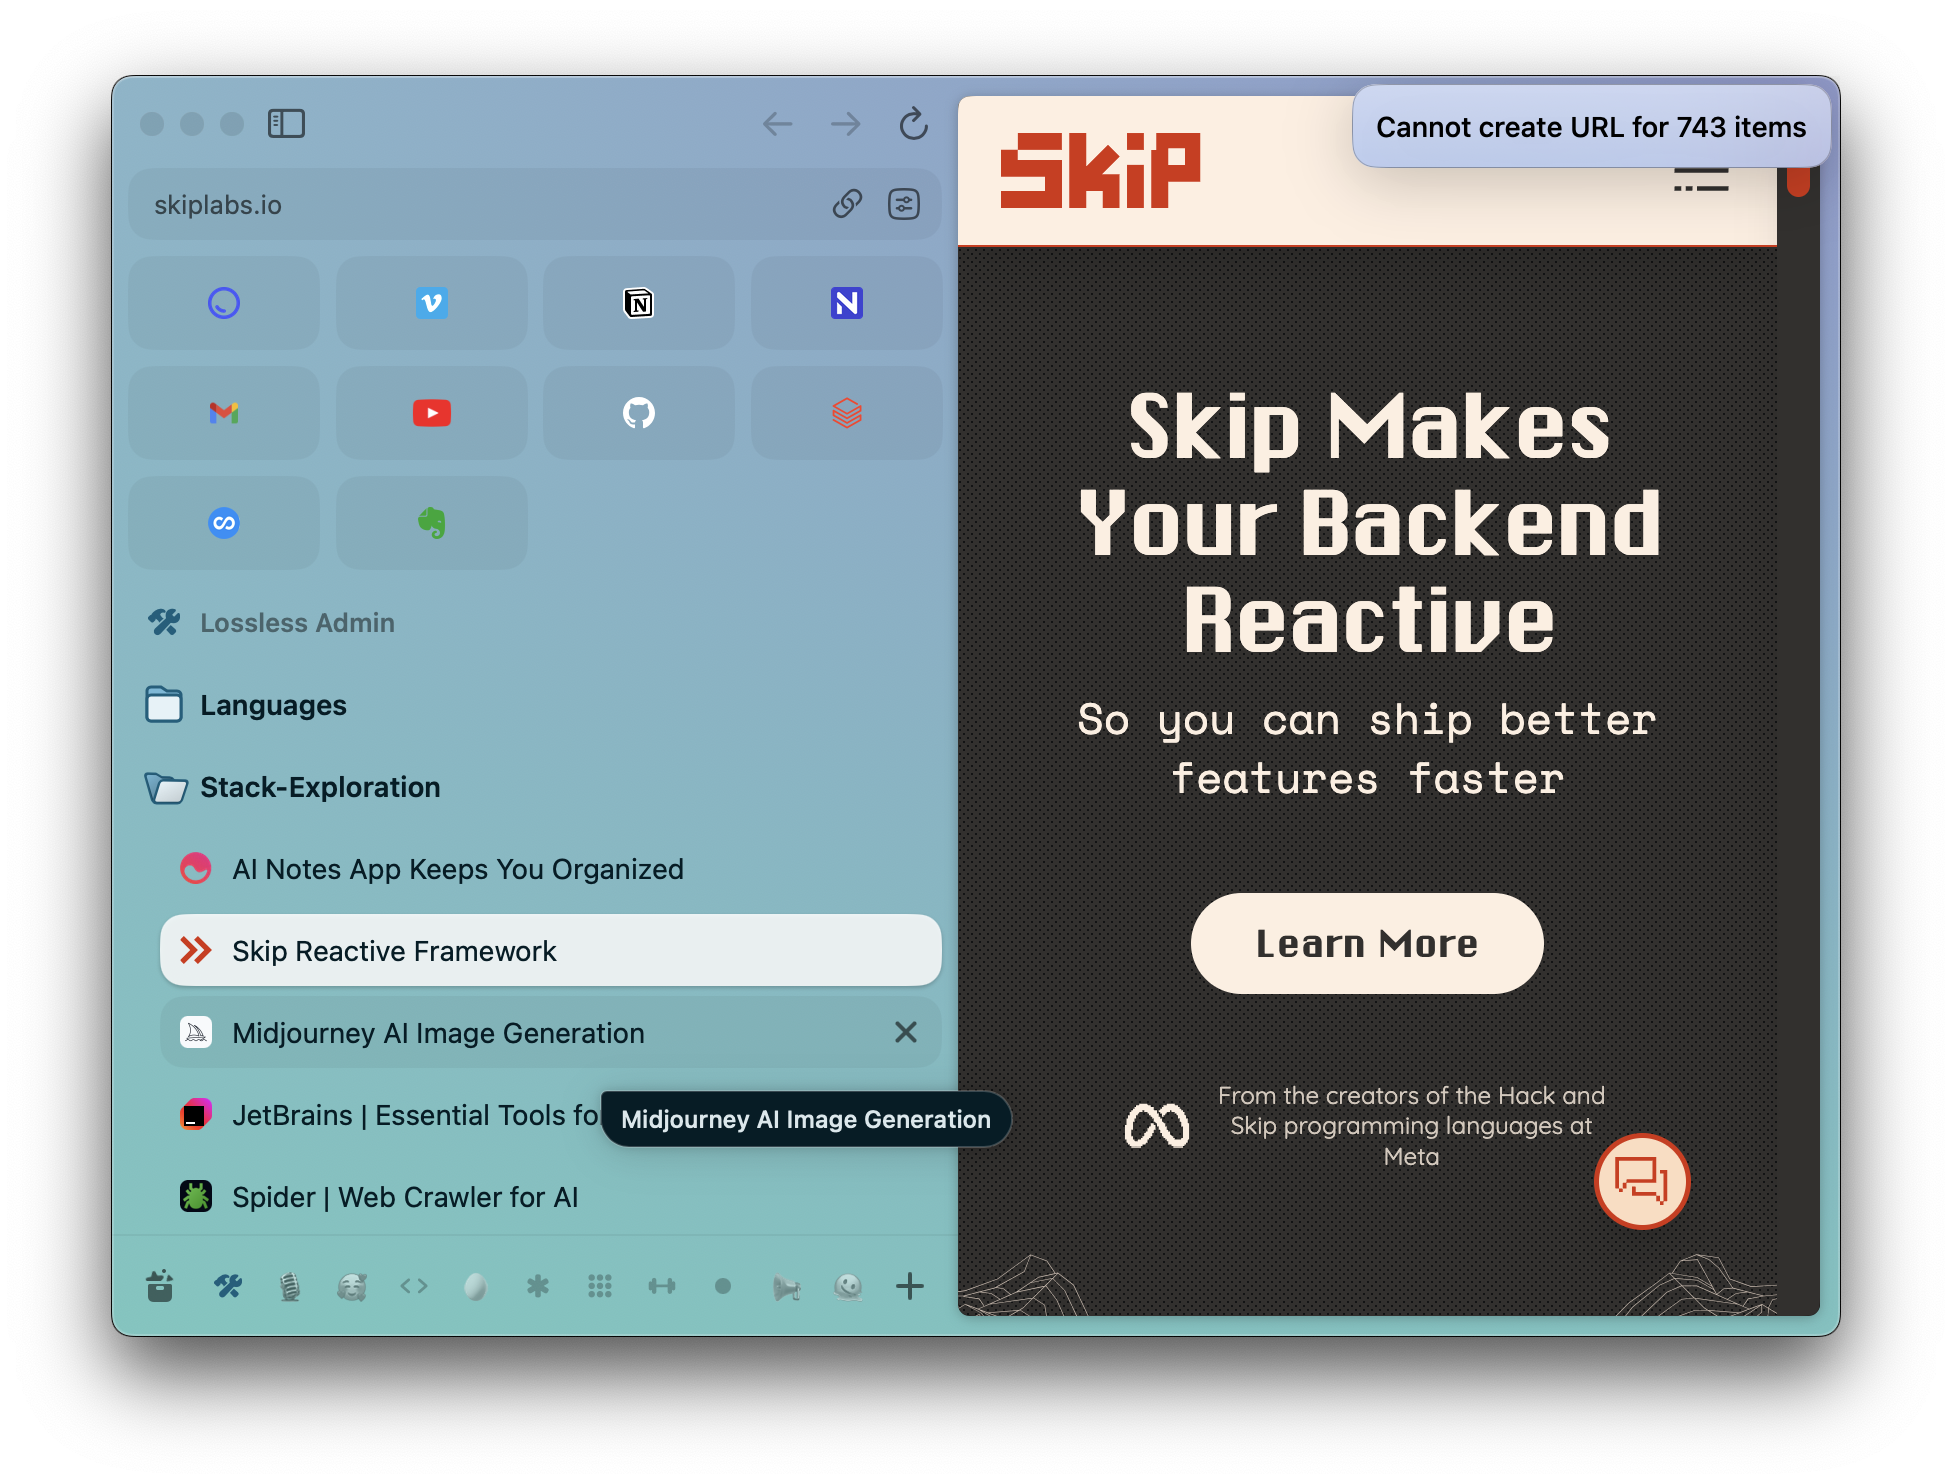 skiplabs.io
Lossless Admin
Languages
Stack-Exploration
AI Notes App Keeps You Organized
Skip Reactive Framework
Midjourney AI Image Generation
JetBrains | Essential Tools fo
Midjourney AI Image Generation
Spider | Web Crawler for AI
Skip
Cannot create URL for 743 items
Skip Makes
Your Backend
Reactive
So you can ship better
features faster
Learn More
From the creators of the Hack and
Skip programming languages at
Meta